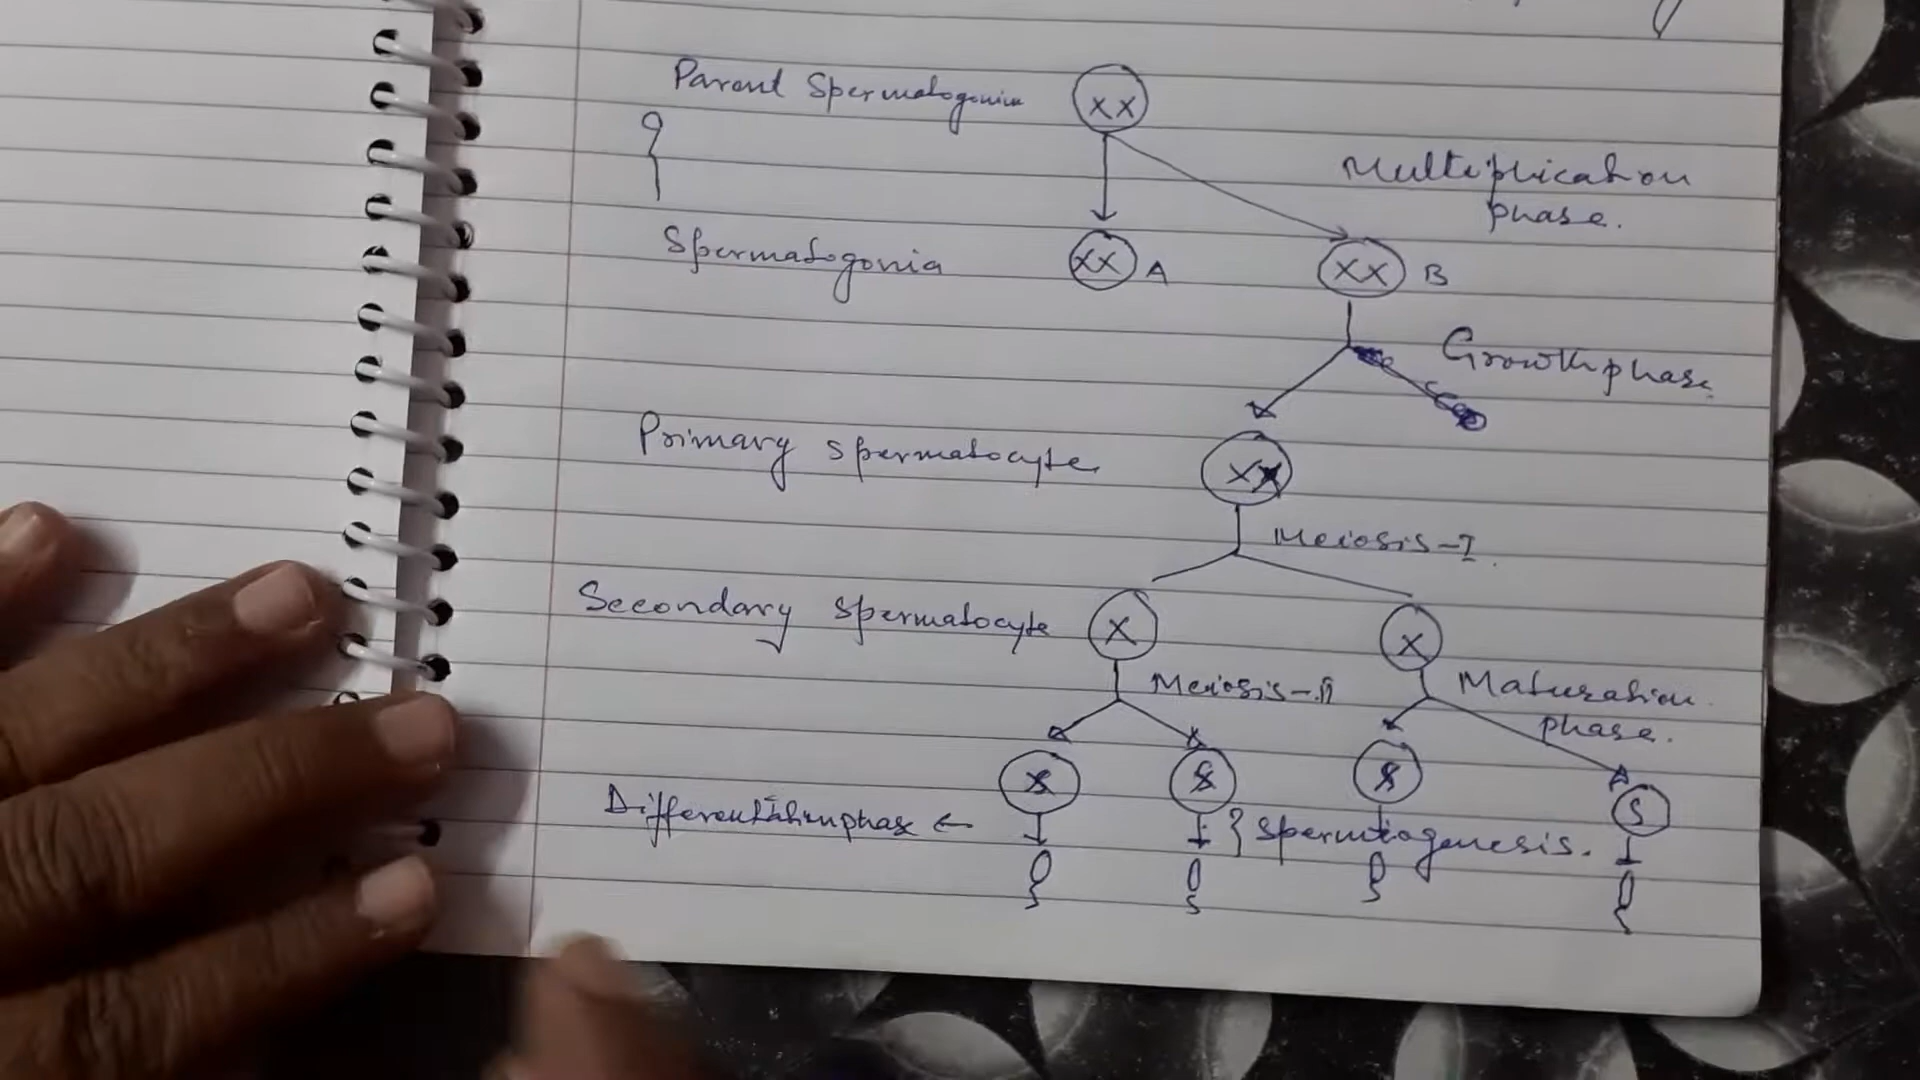 Parent Spermatogonia
XX
Multiplication
phase.
Spermatogonia
XX A
XX B
Growth phase
Primary spermatocyte
XX
Meiosis-I
Secondary spermatocyte
X
X
Meiosis-II
Maturation
phase.
S
Differentiation phase ←
} Spermiogenesis.